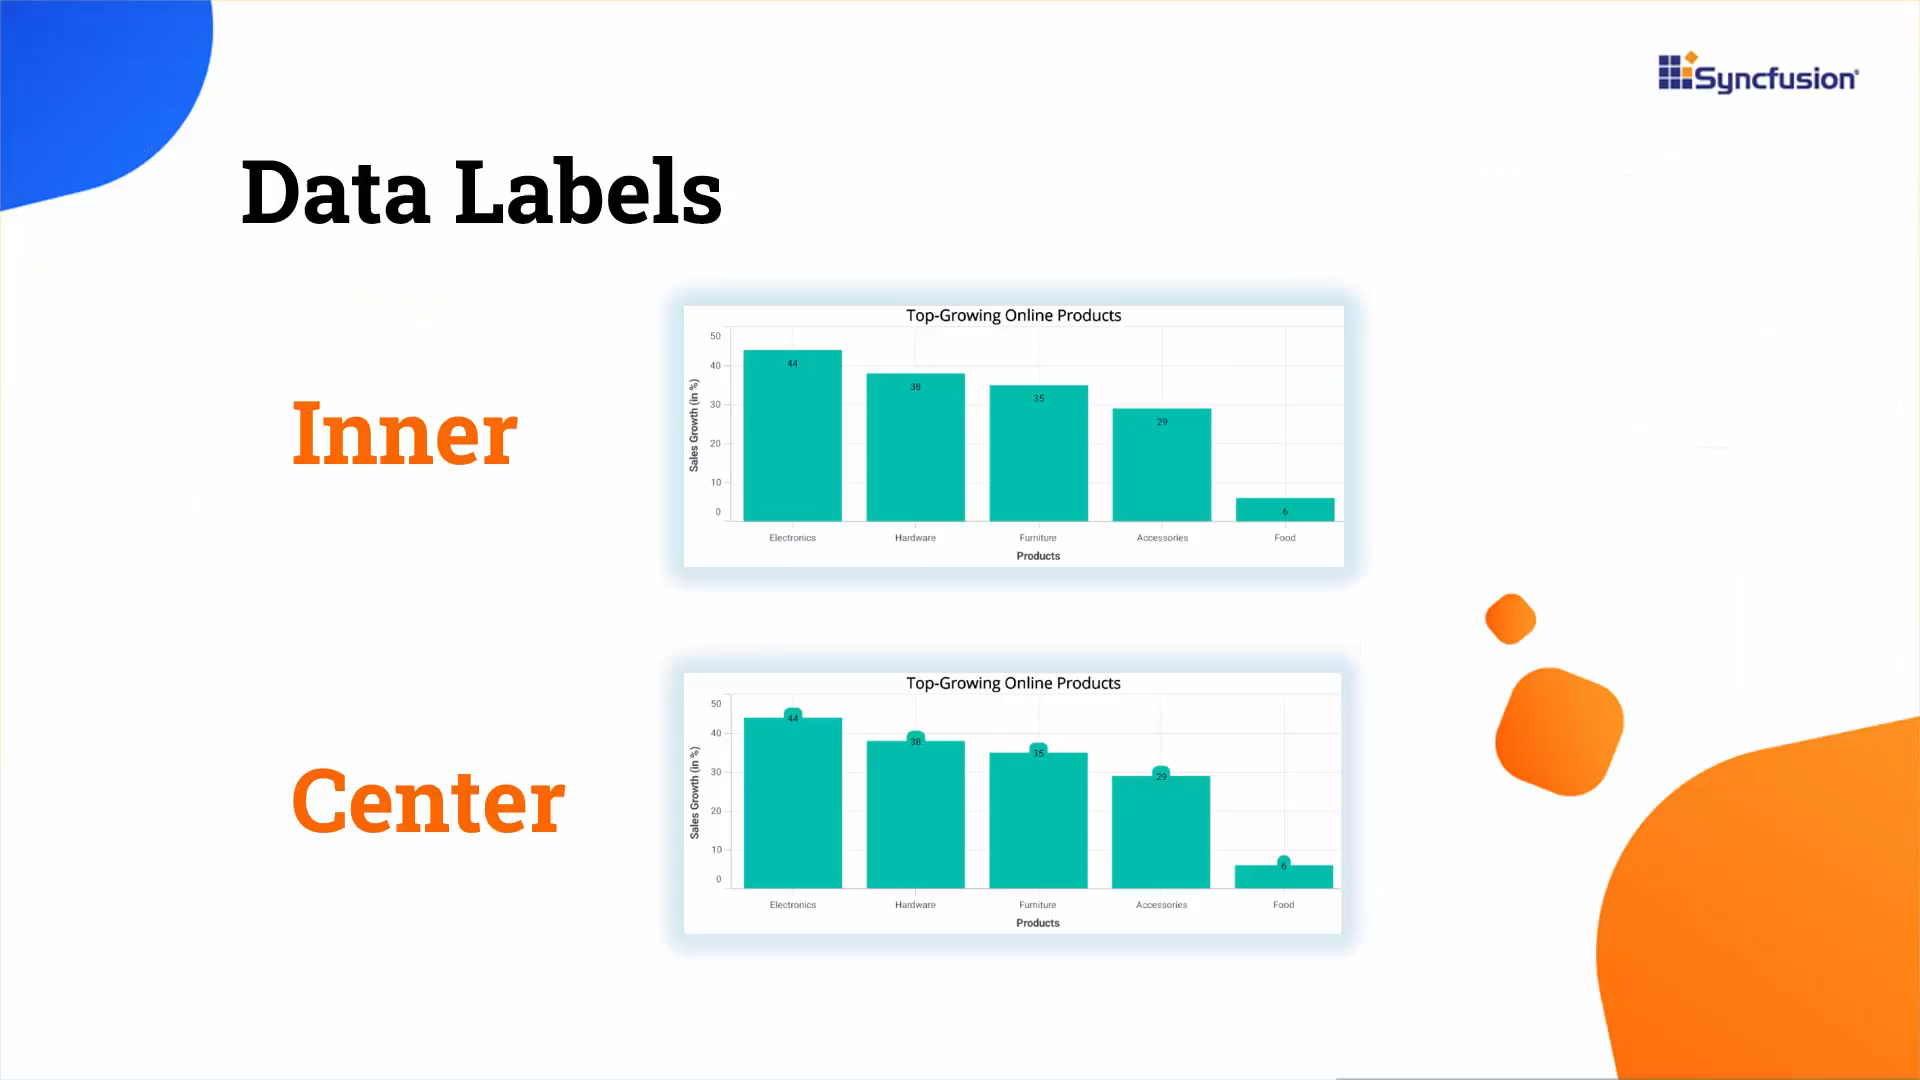 Syncfusion
Data Labels
Inner
Top-Growing Online Products
Sales Growth (in %)
50
40
30
20
10
0
44
38
35
29
6
Electronics Hardware Furniture Accessories Food
Products
Center
Top-Growing Online Products
Sales Growth (in %)
50
40
30
20
10
0
44
38
35
29
6
Electronics Hardware Furniture Accessories Food
Products